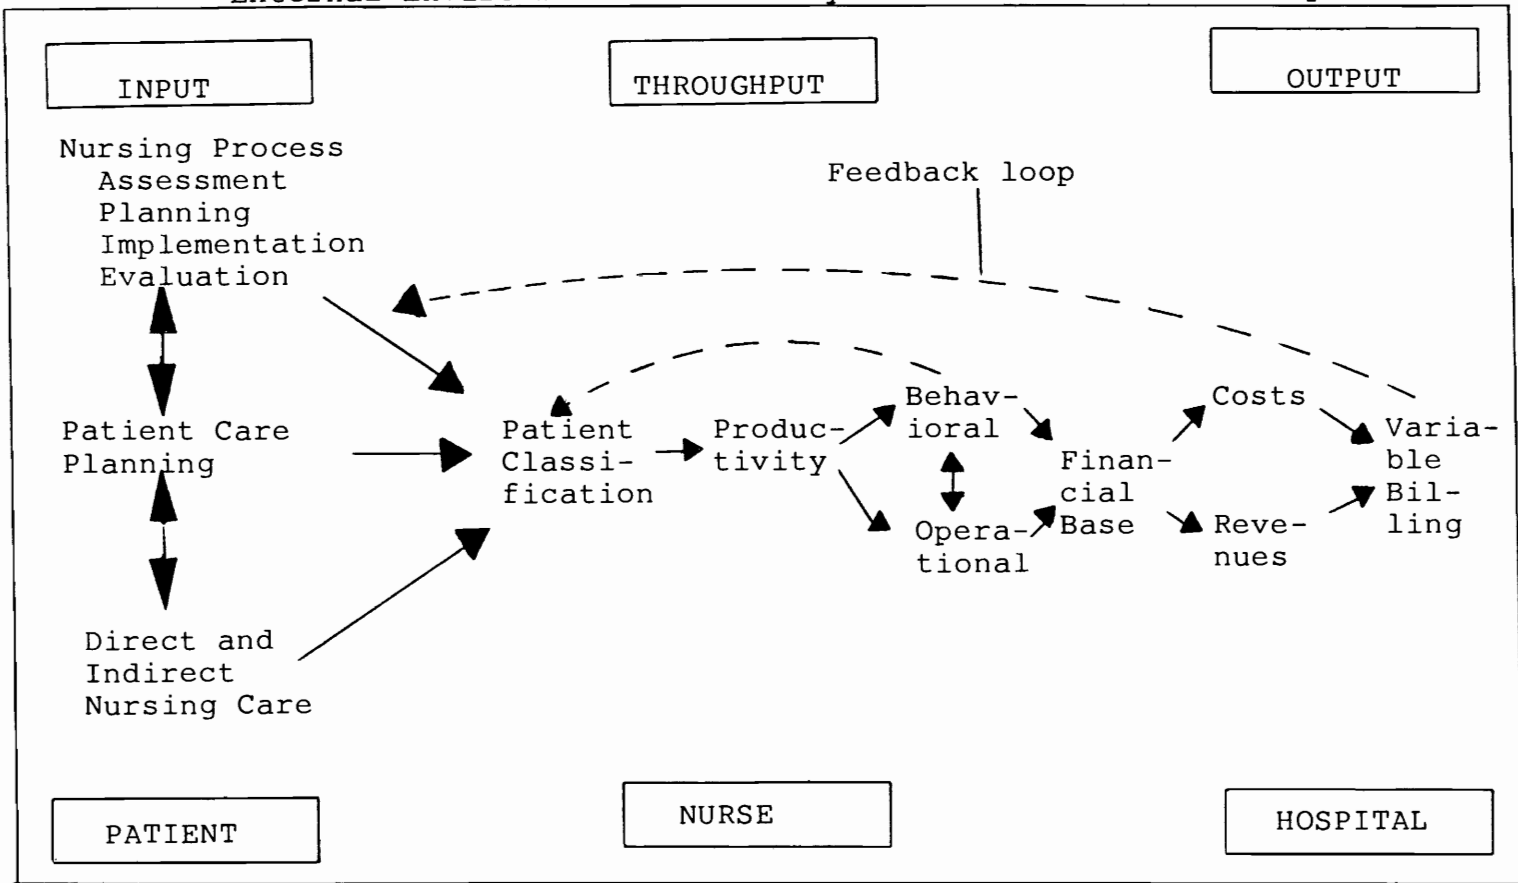 INPUT
THROUGHPUT
OUTPUT
Nursing Process
Assessment
Planning
Implementation
Evaluation
Feedback loop
Patient Care
Planning
Direct and
Indirect
Nursing Care
Patient
Classi-
fication
Produc-
tivity
Behav-
ioral
Opera-
tional
Finan-
cial
Base
Costs
Reve-
nues
Varia-
ble
Bil-
ling
PATIENT
NURSE
HOSPITAL